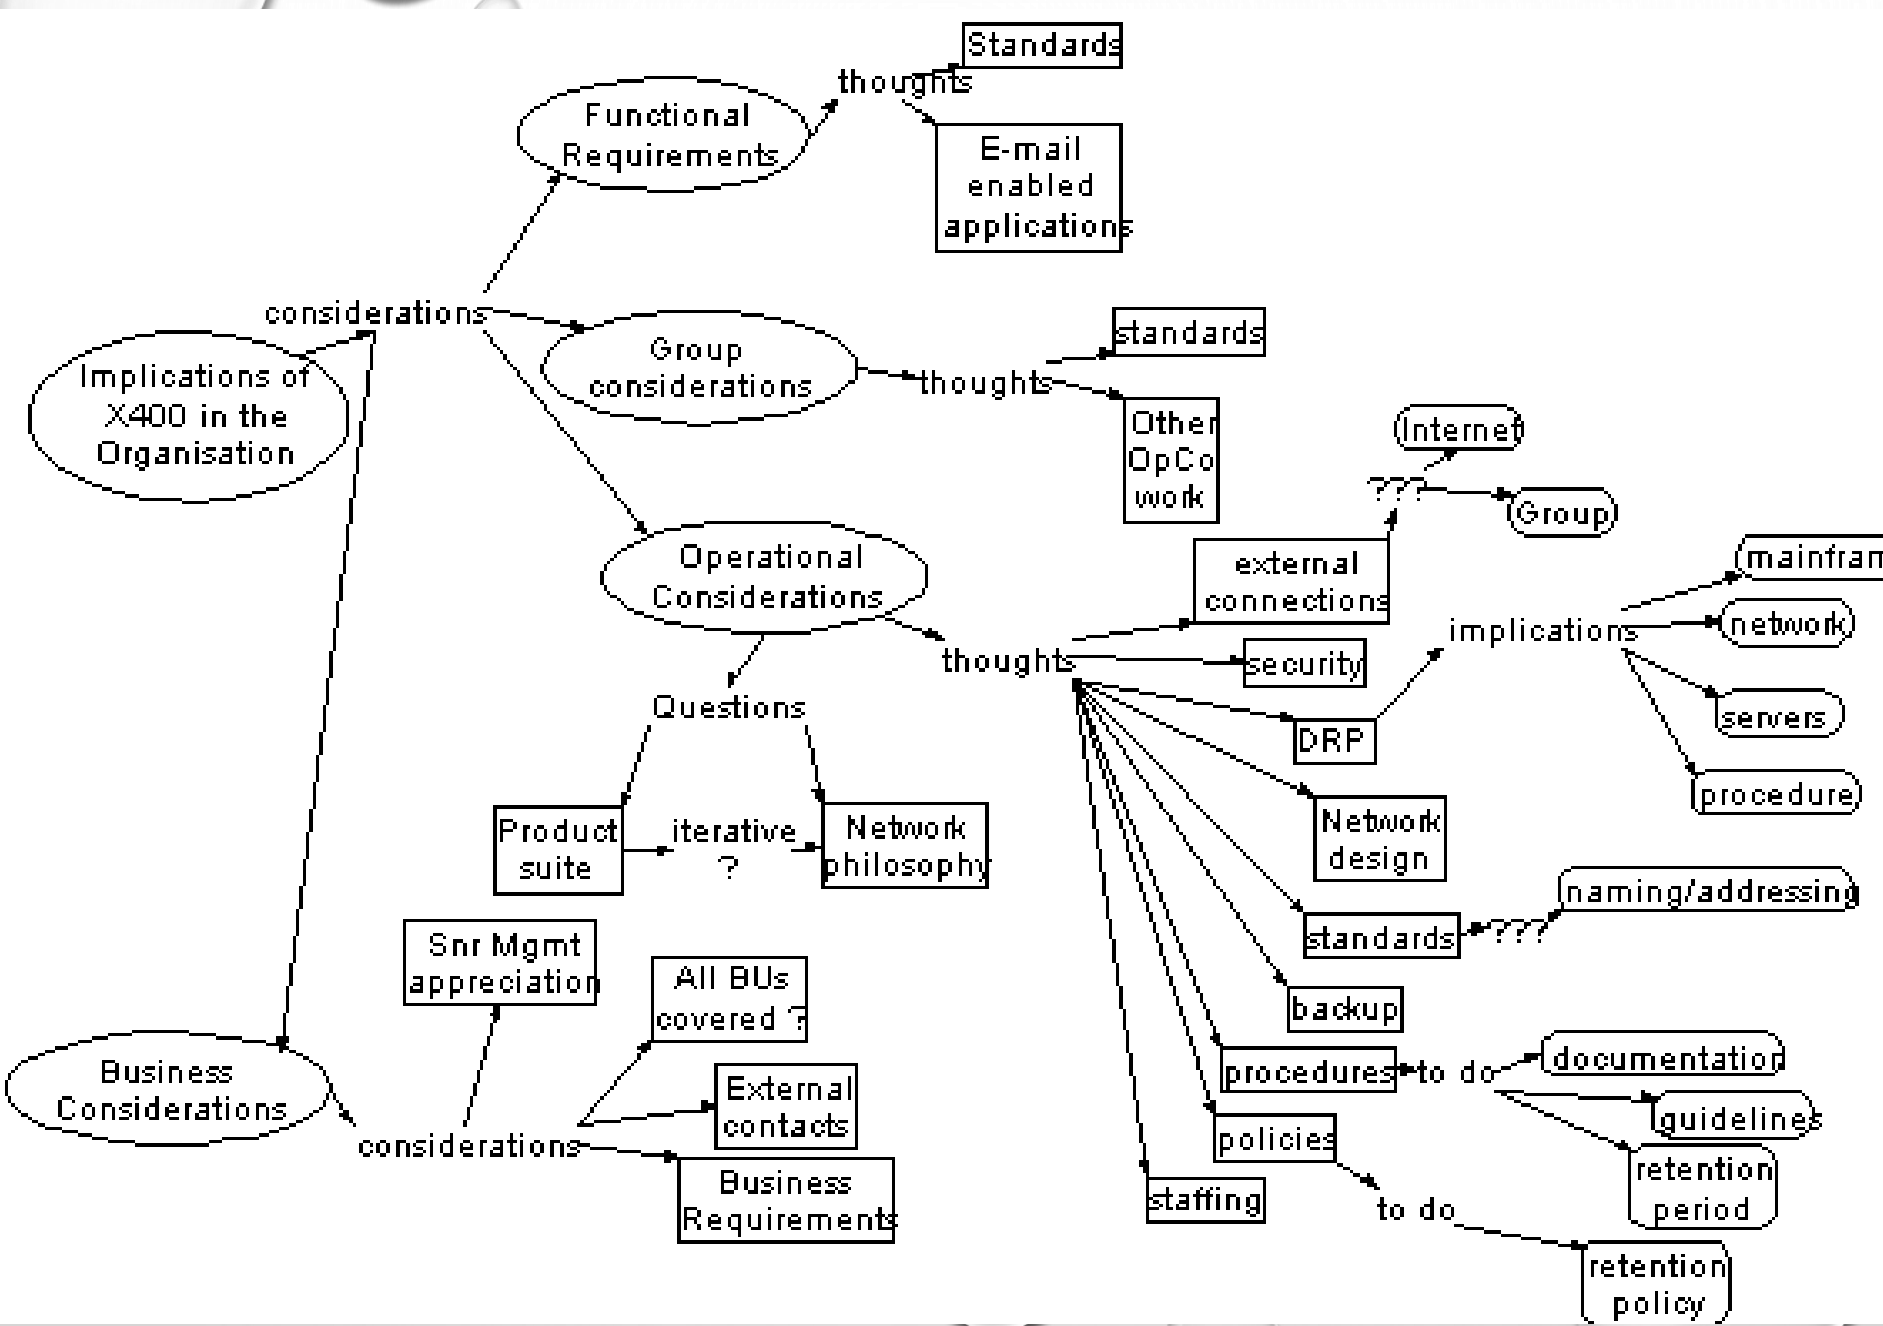 Standards
thoughts
Functional
Requirements
E-mail
enabled
applications
considerations
Implications of
X400 in the
Organisation
Group
considerations
thoughts
standards
Other
OpCo
work
Operational
Considerations
thoughts
Questions
Product
suite
iterative
?
Network
philosophy
external
connections
???
Internet
Group
security
DRP
implications
mainfram
network
servers
procedure
Network
design
standards
???
naming/addressing
backup
procedures
to do
documentation
guidelines
retention
period
policies
to do
retention
policy
staffing
Business
Considerations
considerations
Snr Mgmt
appreciation
All BUs
covered ?
External
contacts
Business
Requirements